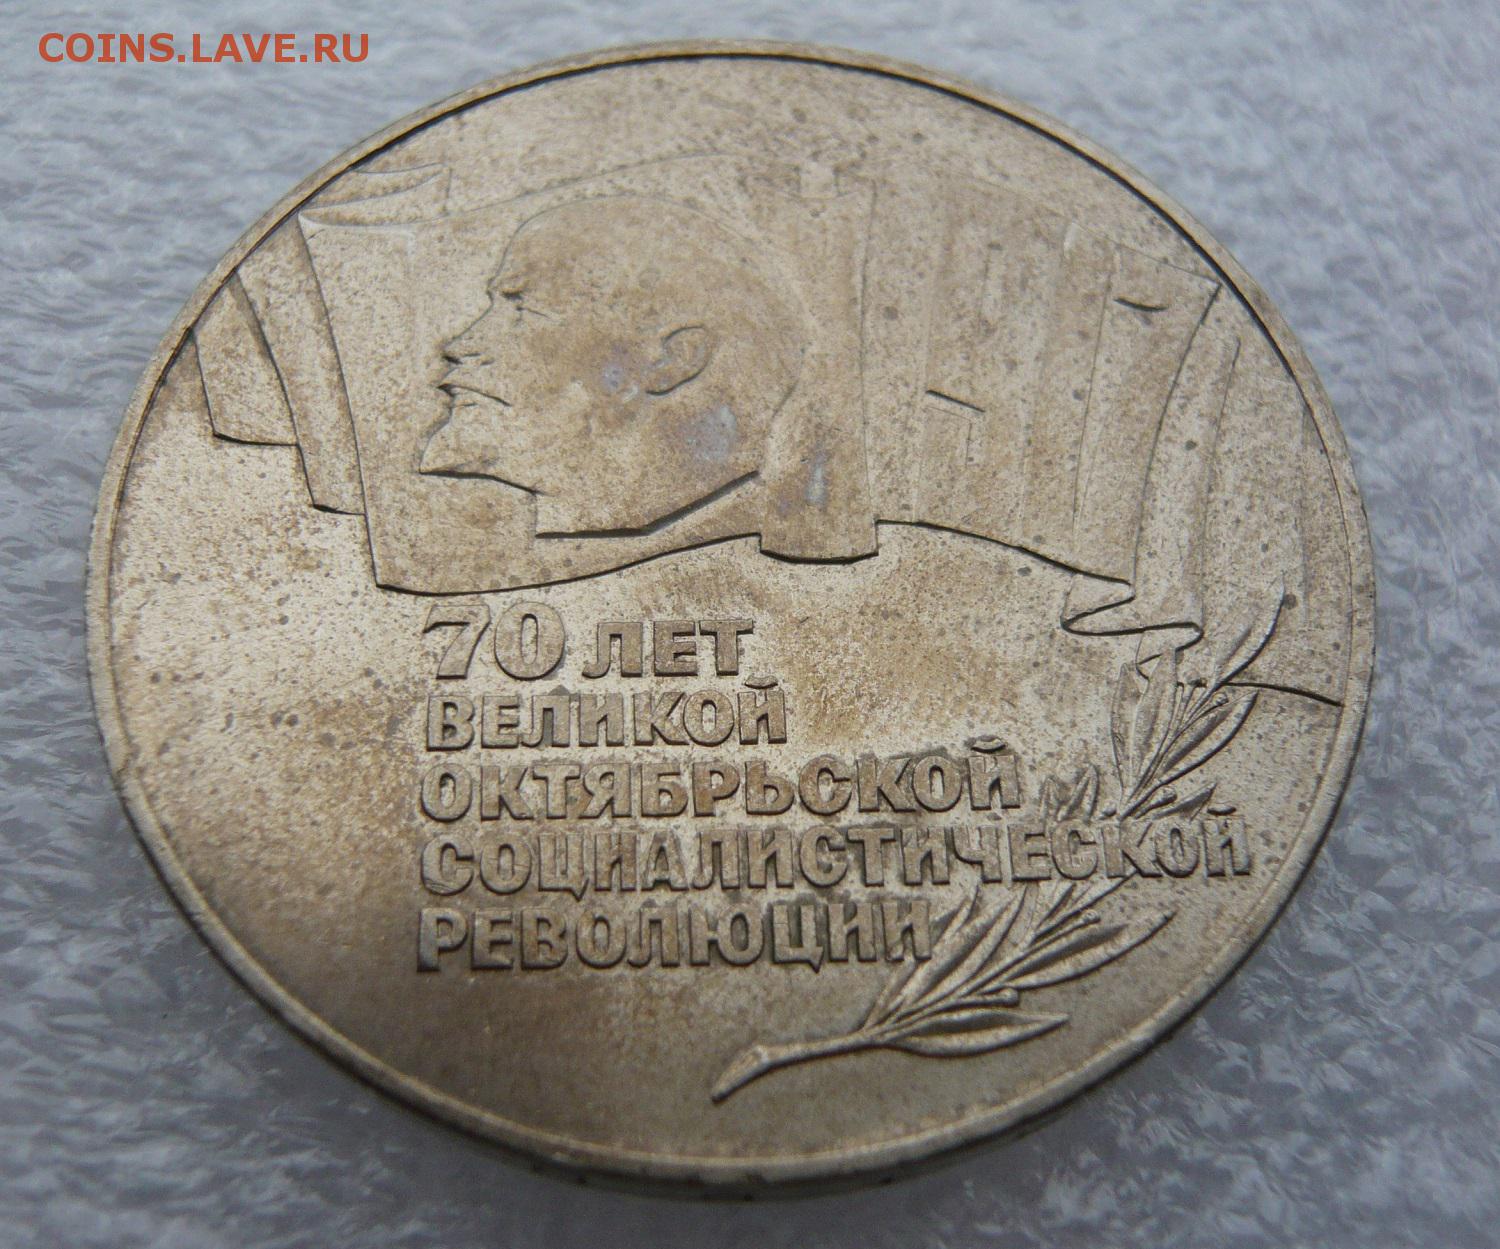 COINS.LAVE.RU
70 ЛЕТ
ВЕЛИКОЙ
ОКТЯБРЬСКОЙ
СОЦИАЛИСТИЧЕСКОЙ
РЕВОЛЮЦИИ